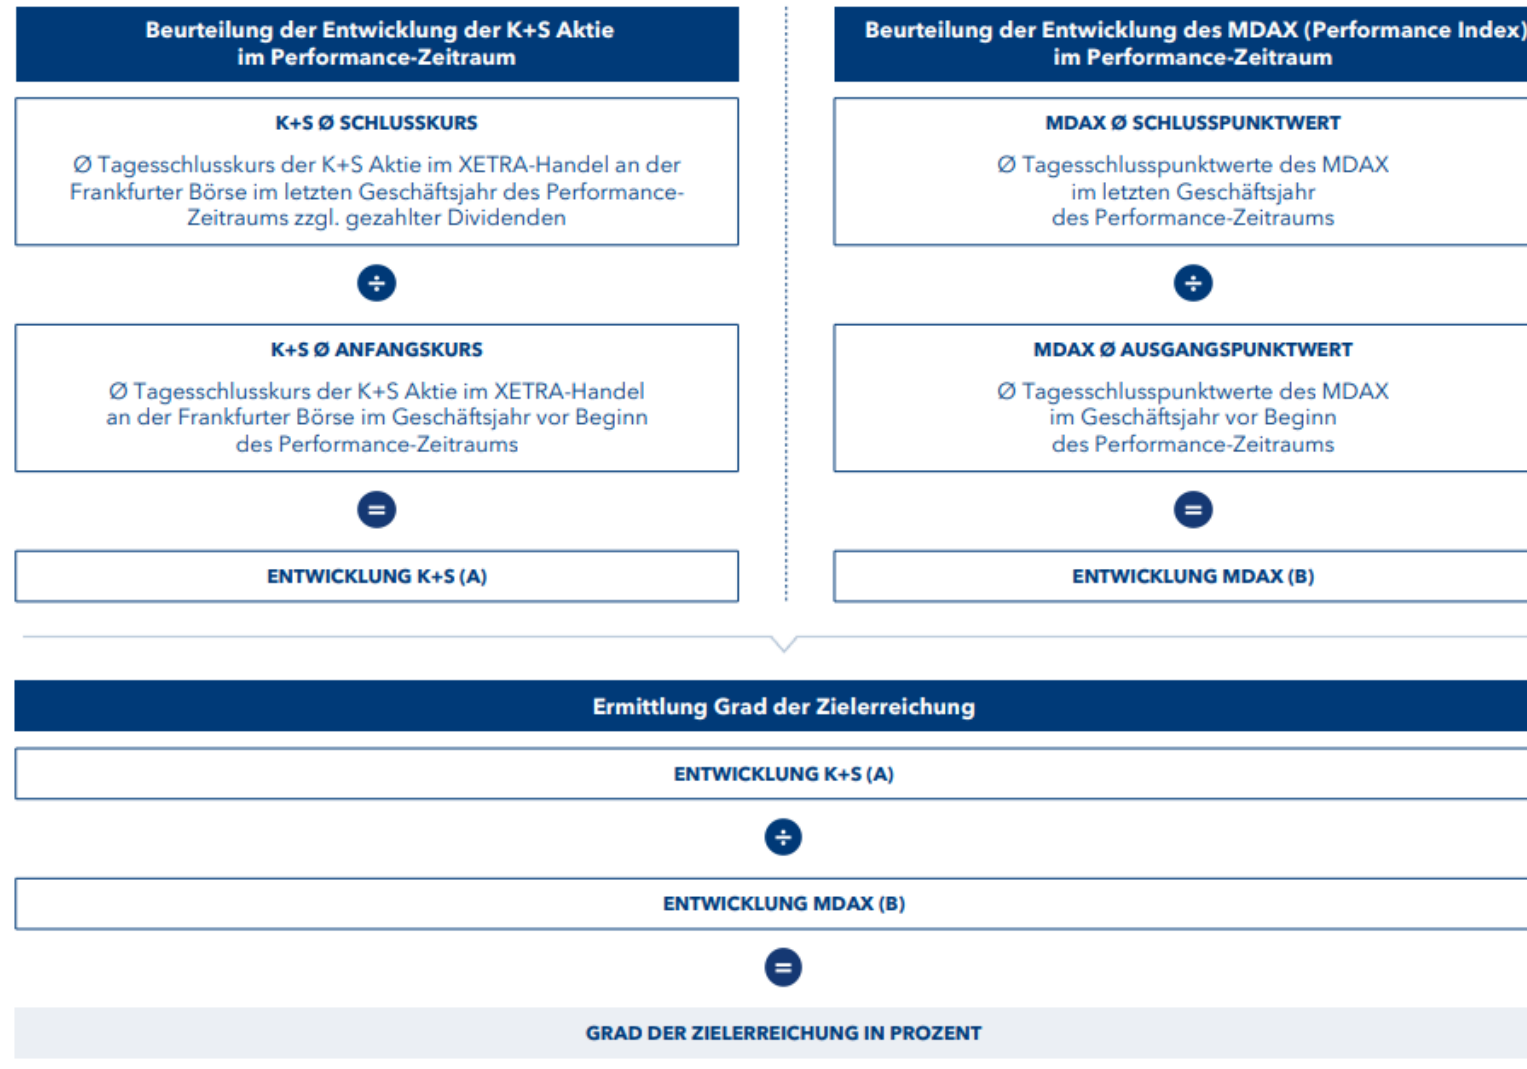 Beurteilung der Entwicklung der K+S Aktie
im Performance-Zeitraum
K+S Ø SCHLUSSKURS
Ø Tagesschlusskurs der K+S Aktie im XETRA-Handel an der
Frankfurter Börse im letzten Geschäftsjahr des Performance-
Zeitraums zzgl. gezahlter Dividenden
÷
K+S Ø ANFANGSKURS
Ø Tagesschlusskurs der K+S Aktie im XETRA-Handel
an der Frankfurter Börse im Geschäftsjahr vor Beginn
des Performance-Zeitraums
=
ENTWICKLUNG K+S (A)
Beurteilung der Entwicklung des MDAX (Performance Index)
im Performance-Zeitraum
MDAX Ø SCHLUSSPUNKTWERT
Ø Tagesschlusspunktwerte des MDAX
im letzten Geschäftsjahr
des Performance-Zeitraums
÷
MDAX Ø AUSGANGSPUNKTWERT
Ø Tagesschlusspunktwerte des MDAX
im Geschäftsjahr vor Beginn
des Performance-Zeitraums
=
ENTWICKLUNG MDAX (B)
Ermittlung Grad der Zielerreichung
ENTWICKLUNG K+S (A)
÷
ENTWICKLUNG MDAX (B)
=
GRAD DER ZIELERREICHUNG IN PROZENT